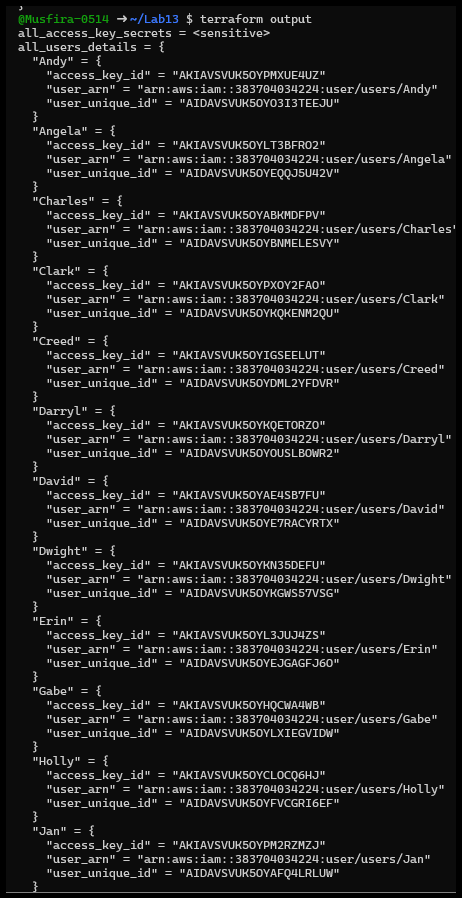 }
@Musfira-0514 ➜ ~/Lab13 $ terraform output
all_access_key_secrets = <sensitive>
all_users_details = {
  "Andy" = {
    "access_key_id" = "AKIAVSVUK5OYPMXUE4UZ"
    "user_arn" = "arn:aws:iam::383704034224:user/users/Andy"
    "user_unique_id" = "AIDAVSVUK5OYO3I3TEEJU"
  }
  "Angela" = {
    "access_key_id" = "AKIAVSVUK5OYLT3BFRO2"
    "user_arn" = "arn:aws:iam::383704034224:user/users/Angela"
    "user_unique_id" = "AIDAVSVUK5OYEQQJ5U42V"
  }
  "Charles" = {
    "access_key_id" = "AKIAVSVUK5OYABKMDFPV"
    "user_arn" = "arn:aws:iam::383704034224:user/users/Charles"
    "user_unique_id" = "AIDAVSVUK5OYBNMELESVY"
  }
  "Clark" = {
    "access_key_id" = "AKIAVSVUK5OYPXOY2FAO"
    "user_arn" = "arn:aws:iam::383704034224:user/users/Clark"
    "user_unique_id" = "AIDAVSVUK5OYKQKENM2QU"
  }
  "Creed" = {
    "access_key_id" = "AKIAVSVUK5OYIGSEELUT"
    "user_arn" = "arn:aws:iam::383704034224:user/users/Creed"
    "user_unique_id" = "AIDAVSVUK5OYDML2YFDVR"
  }
  "Darryl" = {
    "access_key_id" = "AKIAVSVUK5OYKQETORZO"
    "user_arn" = "arn:aws:iam::383704034224:user/users/Darryl"
    "user_unique_id" = "AIDAVSVUK5OYOUSLBOWR2"
  }
  "David" = {
    "access_key_id" = "AKIAVSVUK5OYAE4SB7FU"
    "user_arn" = "arn:aws:iam::383704034224:user/users/David"
    "user_unique_id" = "AIDAVSVUK5OYE7RACYRTX"
  }
  "Dwight" = {
    "access_key_id" = "AKIAVSVUK5OYKN35DEFU"
    "user_arn" = "arn:aws:iam::383704034224:user/users/Dwight"
    "user_unique_id" = "AIDAVSVUK5OYKGWS57VSG"
  }
  "Erin" = {
    "access_key_id" = "AKIAVSVUK5OYL3JUJ4ZS"
    "user_arn" = "arn:aws:iam::383704034224:user/users/Erin"
    "user_unique_id" = "AIDAVSVUK5OYEJGAGFJ6O"
  }
  "Gabe" = {
    "access_key_id" = "AKIAVSVUK5OYHQCWA4WB"
    "user_arn" = "arn:aws:iam::383704034224:user/users/Gabe"
    "user_unique_id" = "AIDAVSVUK5OYLXIEGVIDW"
  }
  "Holly" = {
    "access_key_id" = "AKIAVSVUK5OYCLOCQ6HJ"
    "user_arn" = "arn:aws:iam::383704034224:user/users/Holly"
    "user_unique_id" = "AIDAVSVUK5OYFVCGRI6EF"
  }
  "Jan" = {
    "access_key_id" = "AKIAVSVUK5OYPM2RZMZJ"
    "user_arn" = "arn:aws:iam::383704034224:user/users/Jan"
    "user_unique_id" = "AIDAVSVUK5OYAFQ4LRLUW"
  }